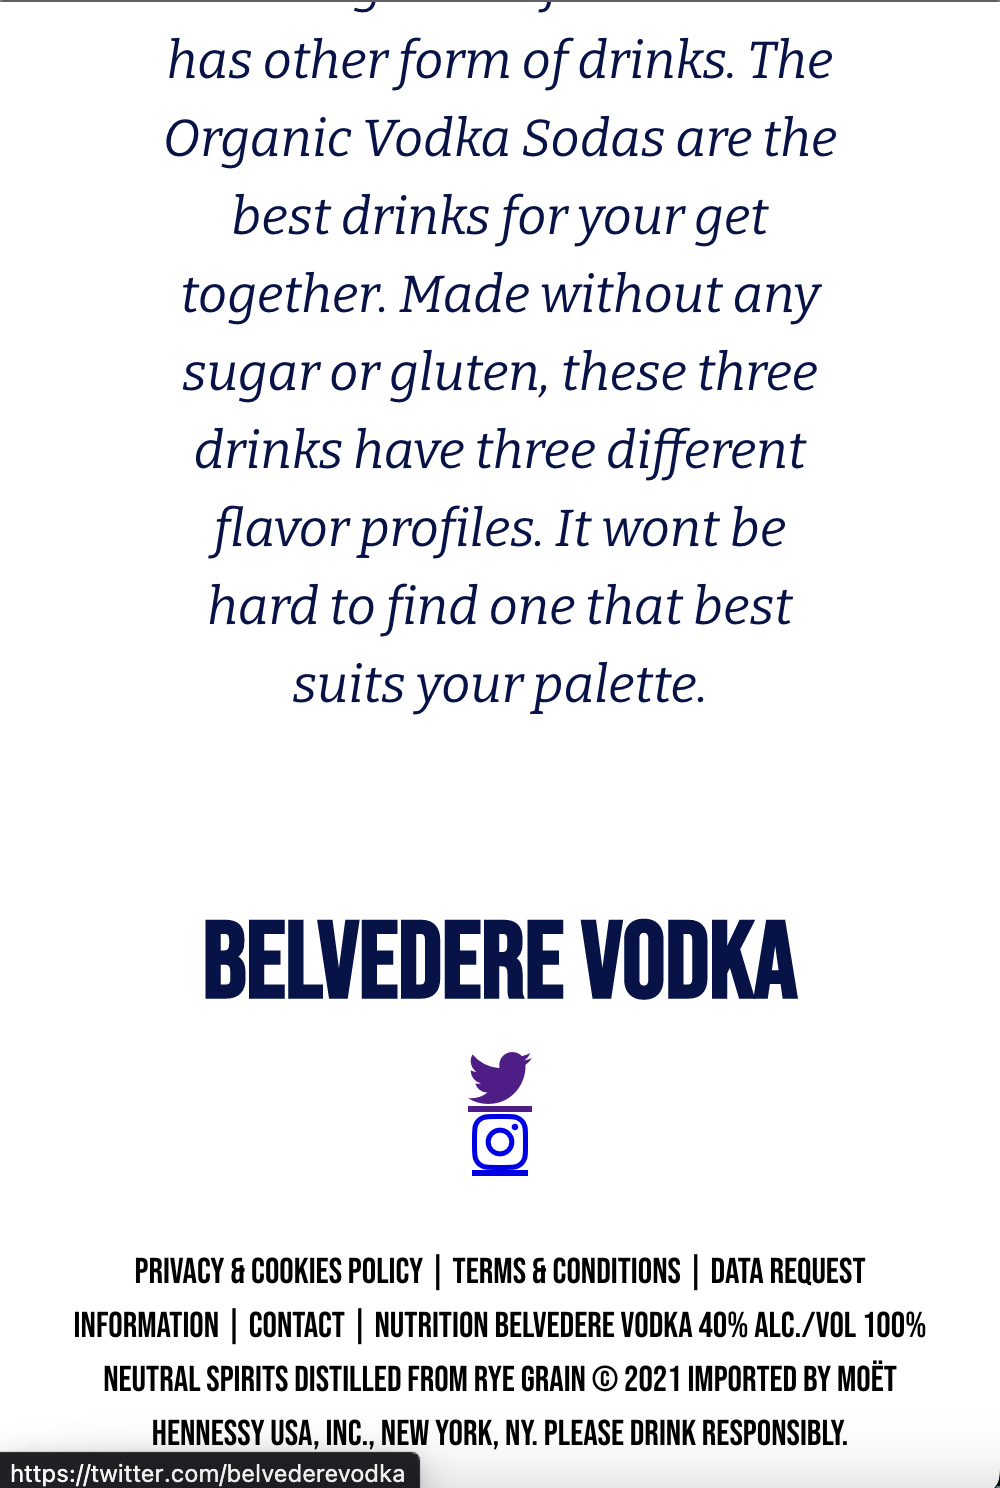 has other form of drinks. The
Organic Vodka Sodas are the
best drinks for your get
together. Made without any
sugar or gluten, these three
drinks have three different
flavor profiles. It wont be
hard to find one that best
suits your palette.
BELVEDERE VODKA
PRIVACY & COOKIES POLICY | TERMS & CONDITIONS | DATA REQUEST
INFORMATION | CONTACT | NUTRITION BELVEDERE VODKA 40% ALC./VOL 100%
NEUTRAL SPIRITS DISTILLED FROM RYE GRAIN © 2021 IMPORTED BY MOËT
HENNESSY USA, INC., NEW YORK, NY. PLEASE DRINK RESPONSIBLY.
https://twitter.com/belvederevodka